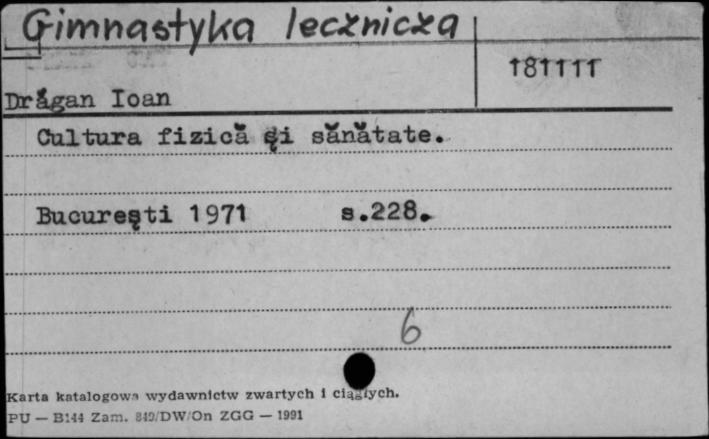 Gimnastyka lecznicza
181111
Drăgan Ioan
Cultura fizică şi sănătate.
Bucureşti 1971 s.228.
6
Karta katalogowa wydawnictw zwartych i ciągłych.
PU — B144 Zam. 849/DW/On ZGG — 1991